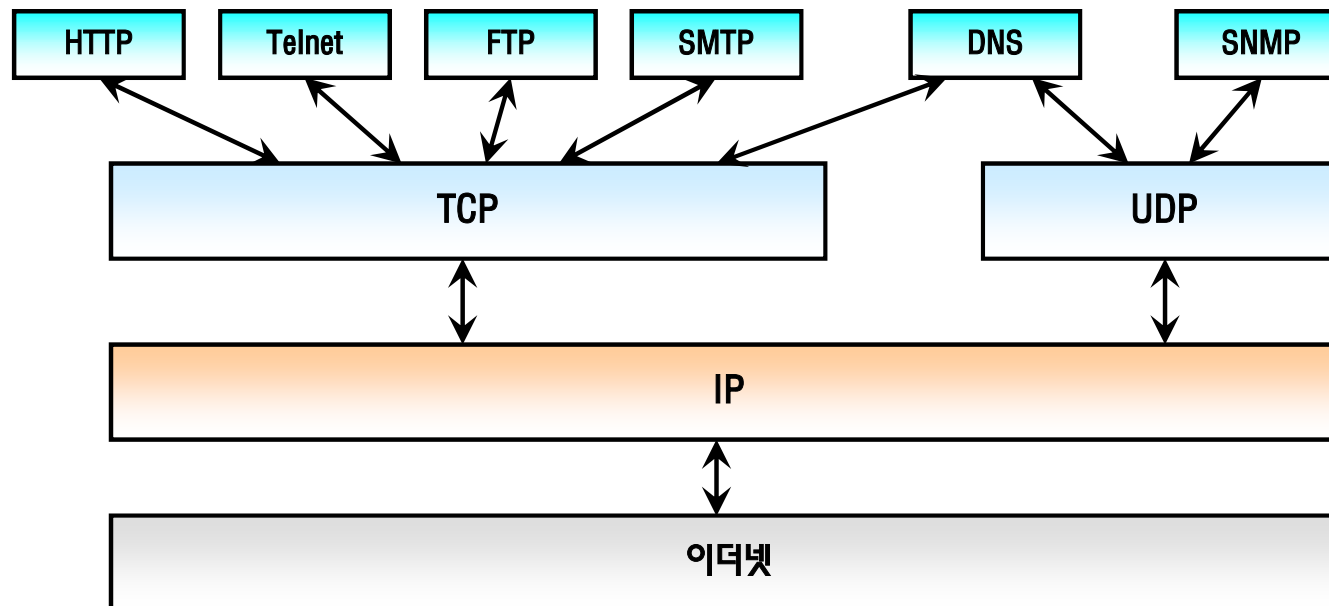 HTTP
Telnet
FTP
SMTP
DNS
SNMP
TCP
UDP
IP
이더넷